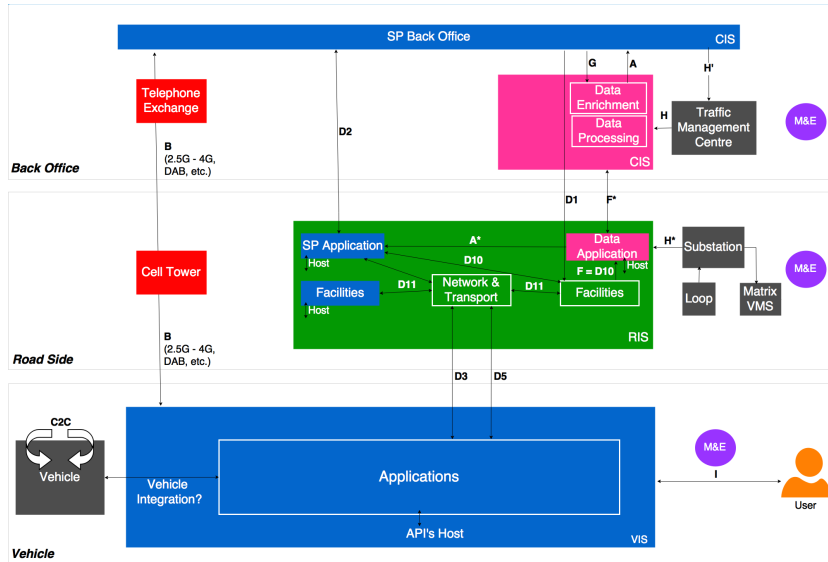 SP Back Office
CIS
Telephone
Exchange
G
A
H'
Data
Enrichment
Data
Processing
CIS
H
Traffic
Management
Centre
M&E
B
(2.5G - 4G,
DAB, etc.)
D2
Back Office
D1
F*
SP Application
Host
A*
D10
Data
Application
Host
F = D10
H*
Substation
M&E
Cell Tower
Facilities
Host
D11
Network &
Transport
D11
Facilities
Loop
Matrix
VMS
RIS
B
(2.5G - 4G,
DAB, etc.)
Road Side
D3
D5
C2C
Vehicle
Vehicle
Integration?
Applications
M&E
I
User
API's Host
VIS
Vehicle